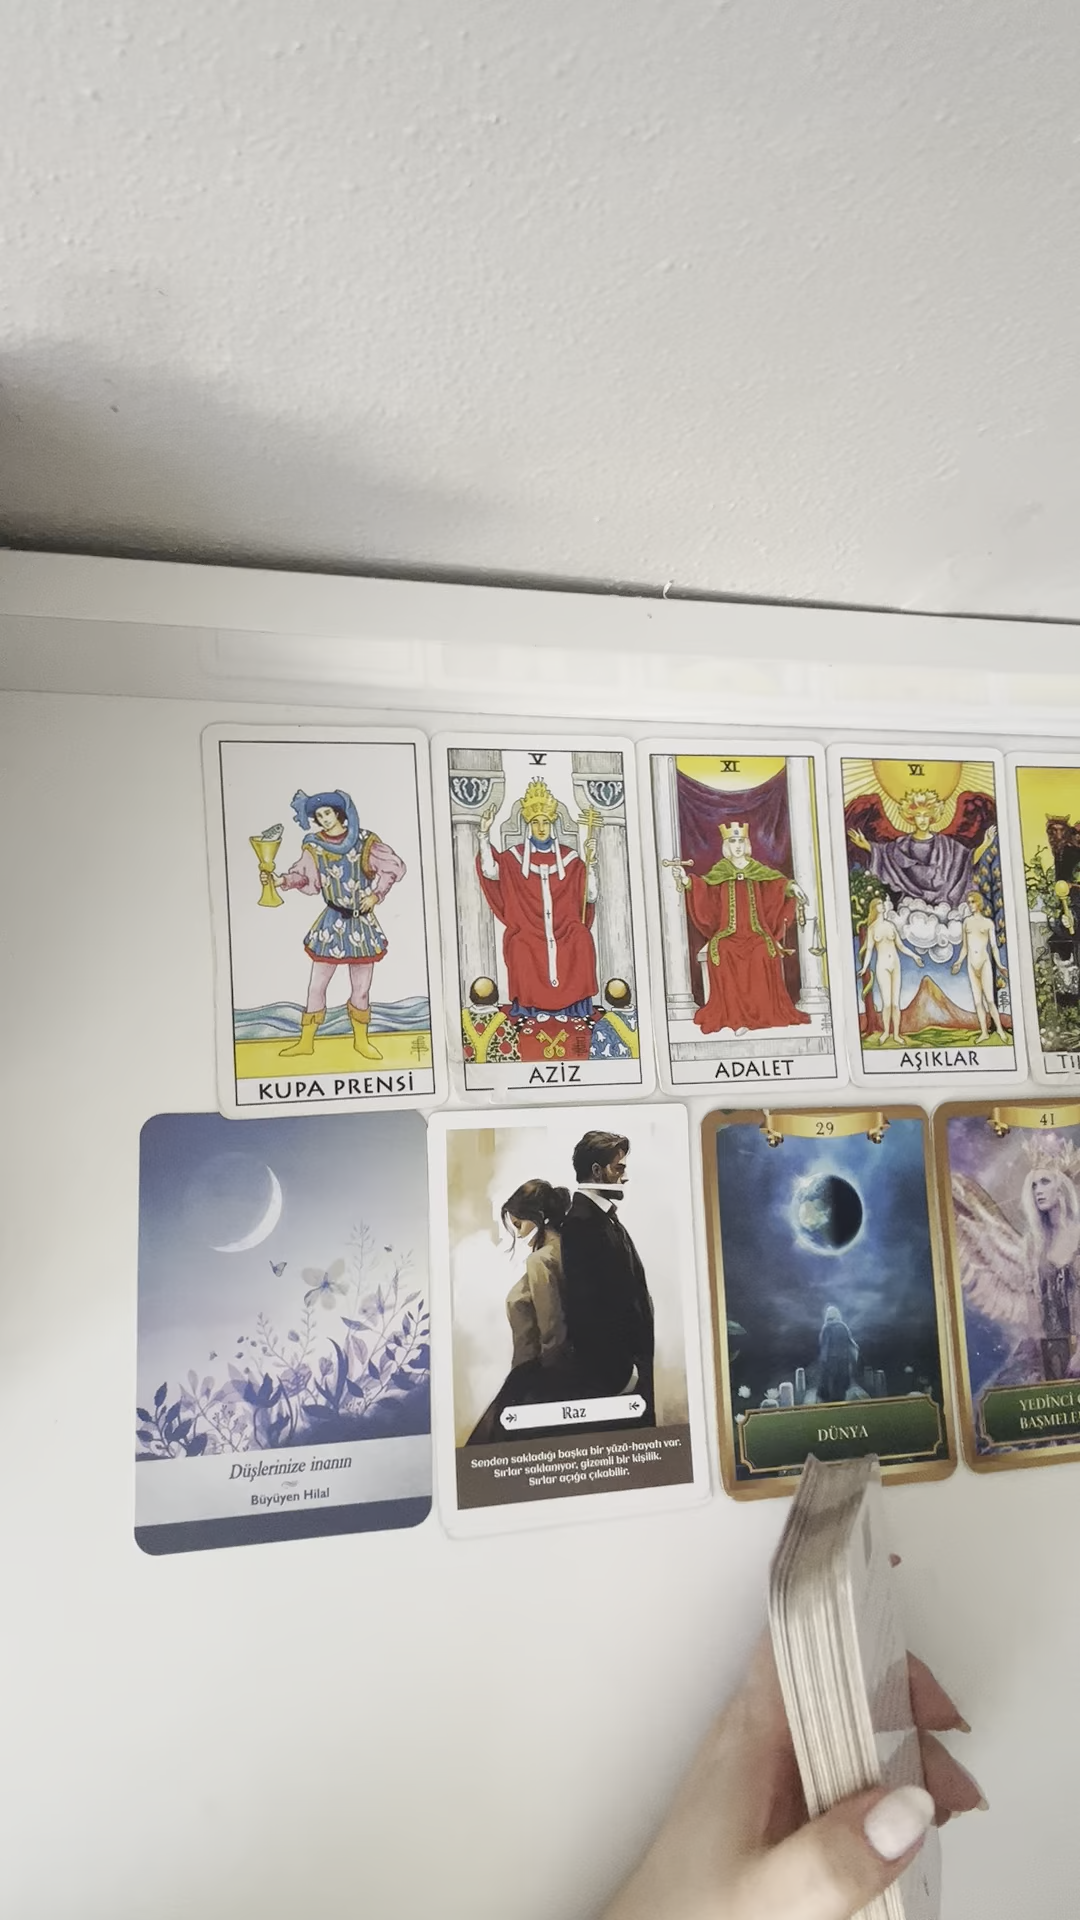 KUPA PRENSİ
V
AZİZ
XI
ADALET
VI
AŞIKLAR
Düşlerinize inanın
Büyüyen Hilal
Raz
Senden sakladığı başka bir yüzü-hayatı var.
Sırlar saklanıyor, gizemli bir kişilik.
Sırlar açığa çıkabilir.
29
DÜNYA
41
YEDİNCİ